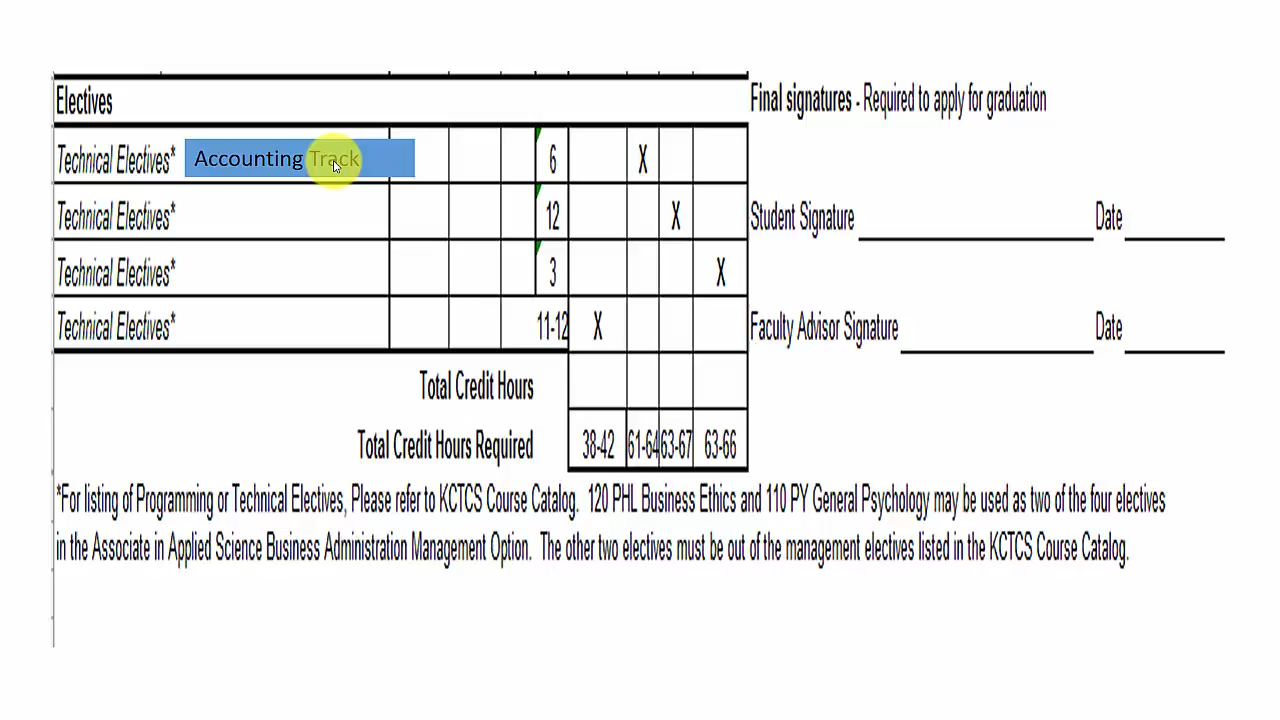 Electives
Final signatures - Required to apply for graduation
Technical Electives* Accounting Track 6 X
Technical Electives* 12 X
Student Signature Date
Technical Electives* 3 X
Technical Electives* 11-12 X
Faculty Advisor Signature Date
Total Credit Hours
Total Credit Hours Required 38-42 61-64 63-67 63-66
*For listing of Programming or Technical Electives, Please refer to KCTCS Course Catalog. 120 PHL Business Ethics and 110 PY General Psychology may be used as two of the four electives
in the Associate in Applied Science Business Administration Management Option. The other two electives must be out of the management electives listed in the KCTCS Course Catalog.